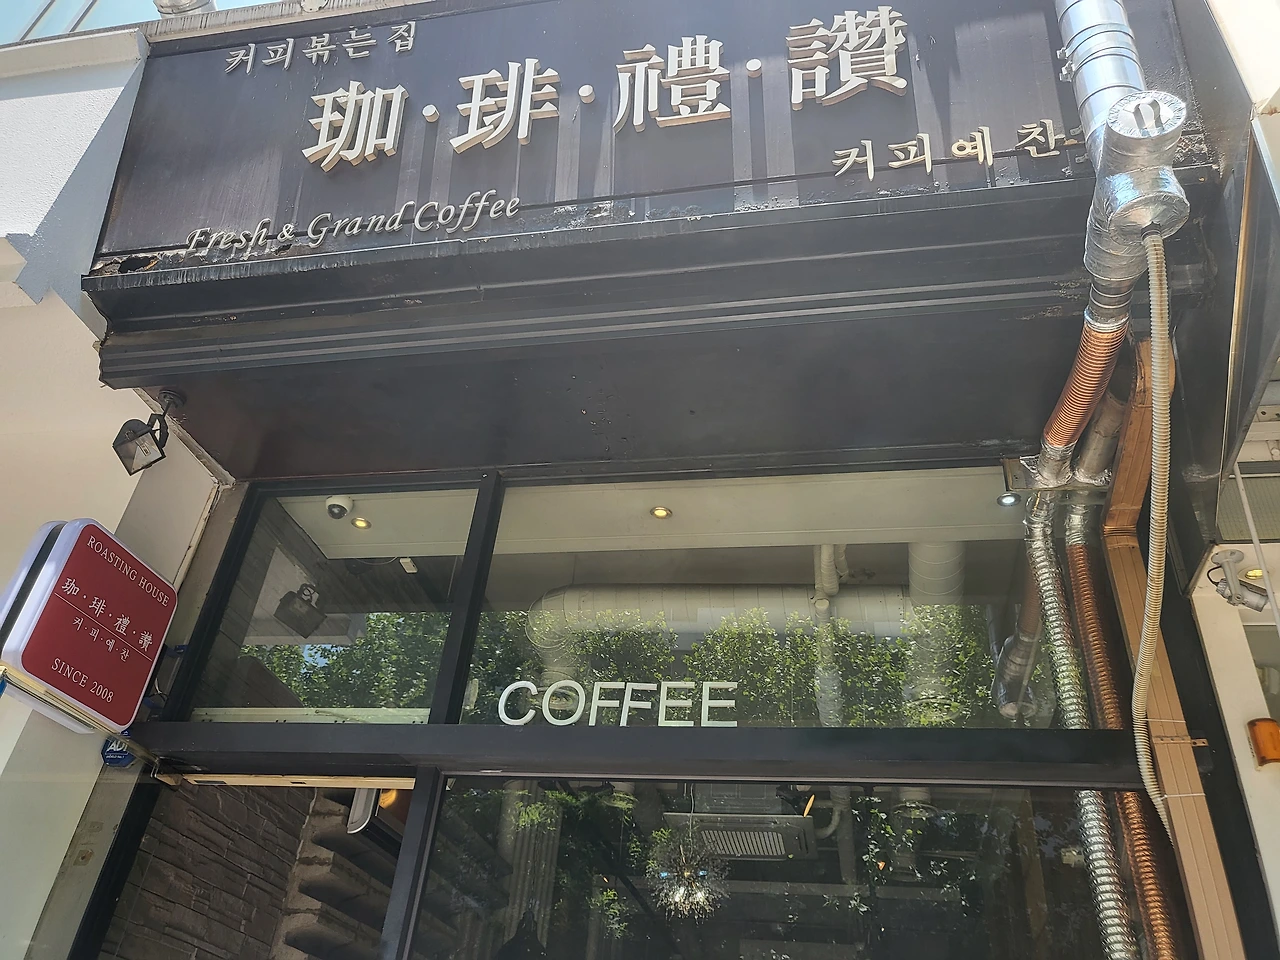 커피볶는집
珈·琲·禮·讚
커피예찬
Fresh & Grand Coffee
ROASTING HOUSE
珈·琲·禮·讚
커·피·예·찬
SINCE 2008
COFFEE
ADT